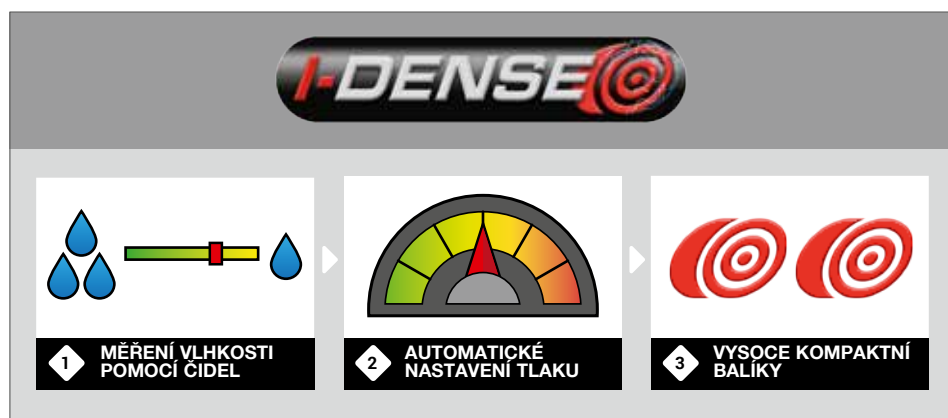 I-DENSE
1 MĚŘENÍ VLHKOSTI
POMOCÍ ČIDEL
2 AUTOMATICKÉ
NASTAVENÍ TLAKU
3 VYSOCE KOMPAKTNÍ
BALÍKY